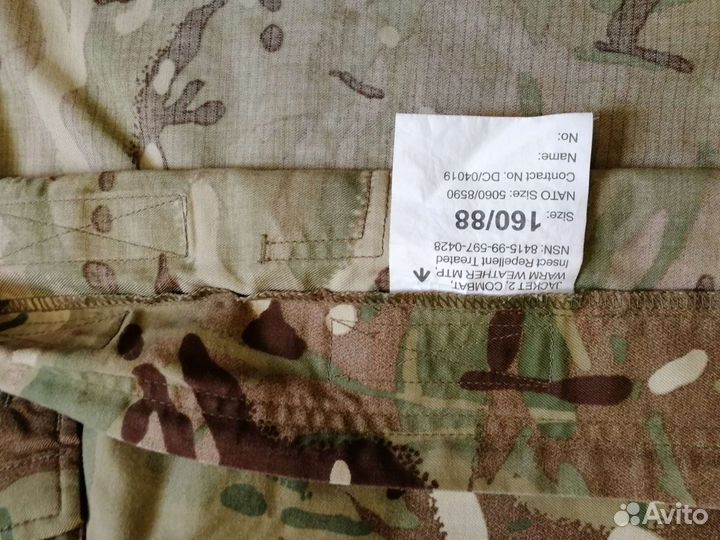 JACKET 2, COMBAT,
WARM WEATHER MTP,
Insect Repellent Treated
NSN: 8415-99-597-0428
Size: 160/88
NATO Size: 5060/8590
Contract No. DC/04019
Name:
No:
Avito